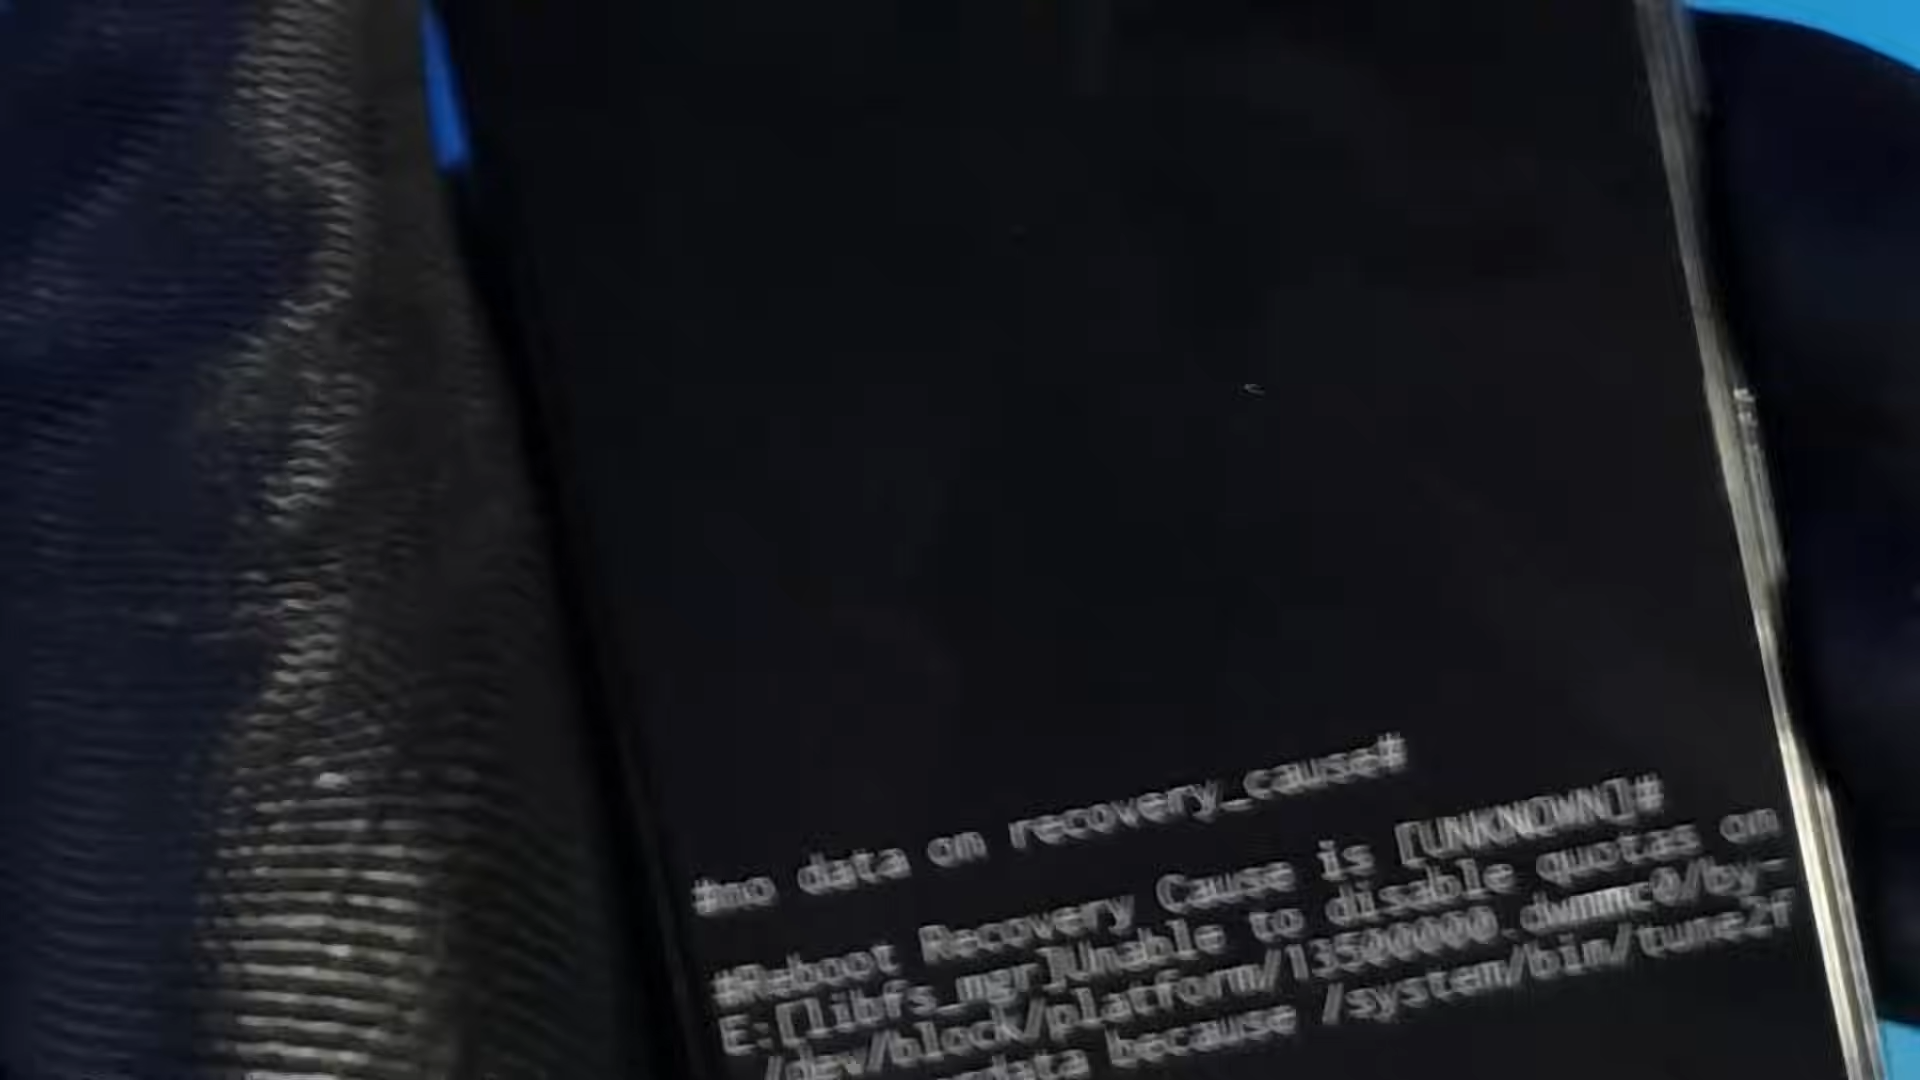 #no data on recovery_cause#
#Reboot Recovery Cause is [UNKNOWN]#
E:[libfs_mgr]Unable to disable quotas on
/dev/block/platform/13500000.dwmmc0/by-
because /system/bin/tune2f